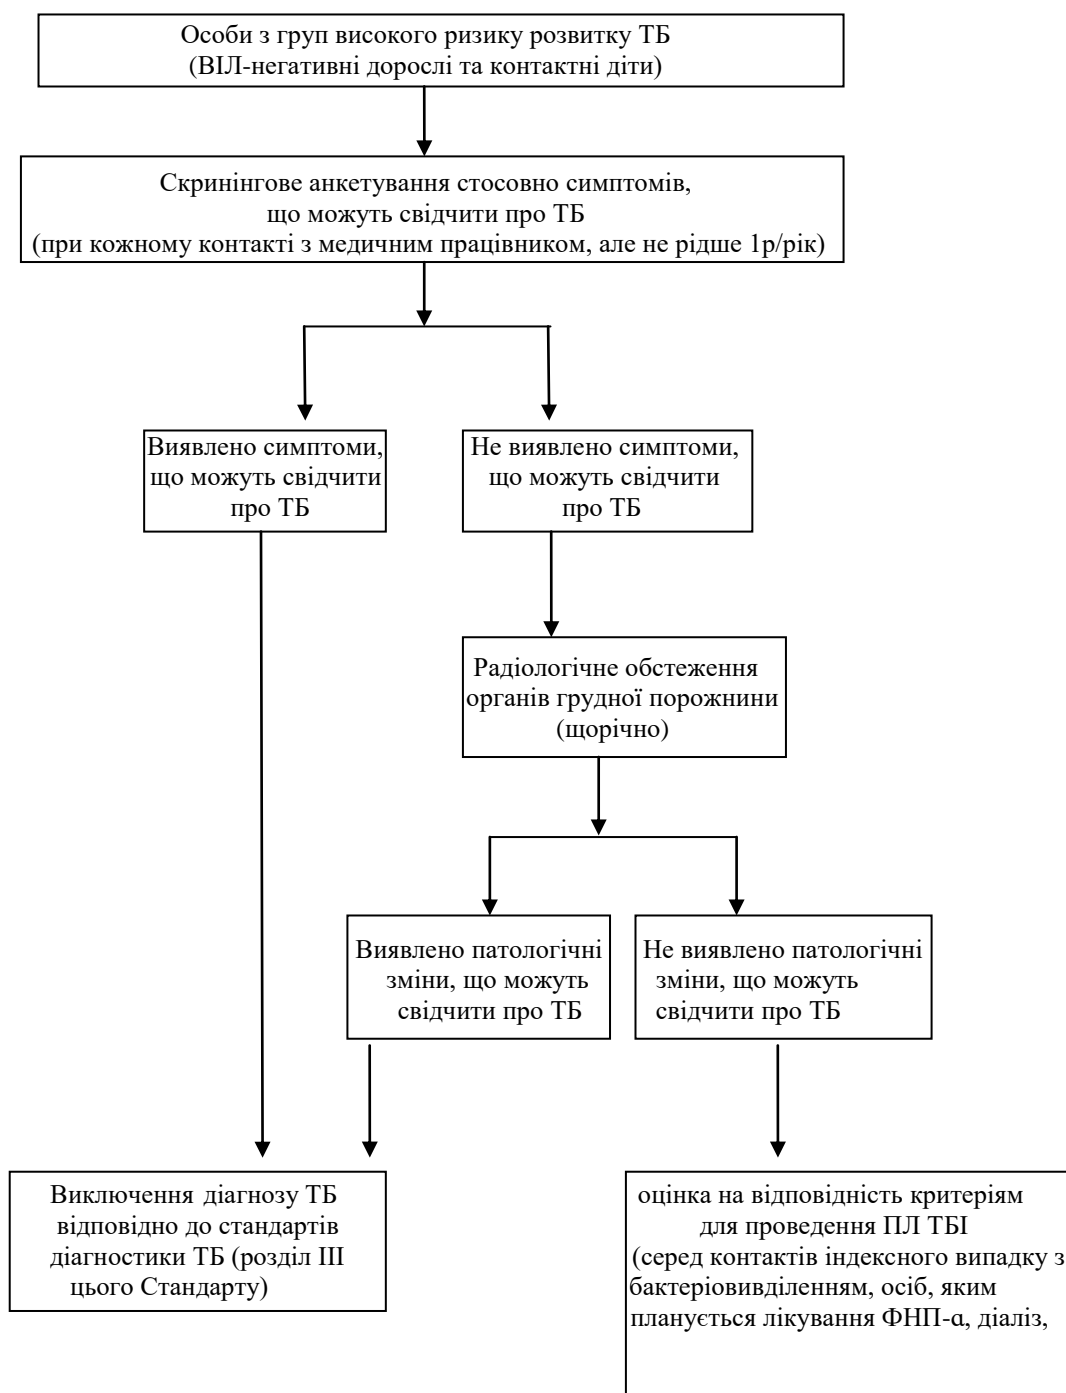 Особи з груп високого ризику розвитку ТБ
(ВІЛ-негативні дорослі та контактні діти)
Скринінгове анкетування стосовно симптомів,
що можуть свідчити про ТБ
(при кожному контакті з медичним працівником, але не рідше 1р/рік)
Виявлено симптоми,
що можуть свідчити
про ТБ
Не виявлено симптоми,
що можуть свідчити
про ТБ
Радіологічне обстеження
органів грудної порожнини
(щорічно)
Виявлено патологічні
зміни, що можуть
свідчити про ТБ
Не виявлено патологічні
зміни, що можуть
свідчити про ТБ
Виключення діагнозу ТБ
відповідно до стандартів
діагностики ТБ (розділ III
цього Стандарту)
оцінка на відповідність критеріям
для проведення ПЛ ТБІ
(серед контактів індексного випадку з
бактеріовивділенням, осіб, яким
планується лікування ФНП-α, діаліз,